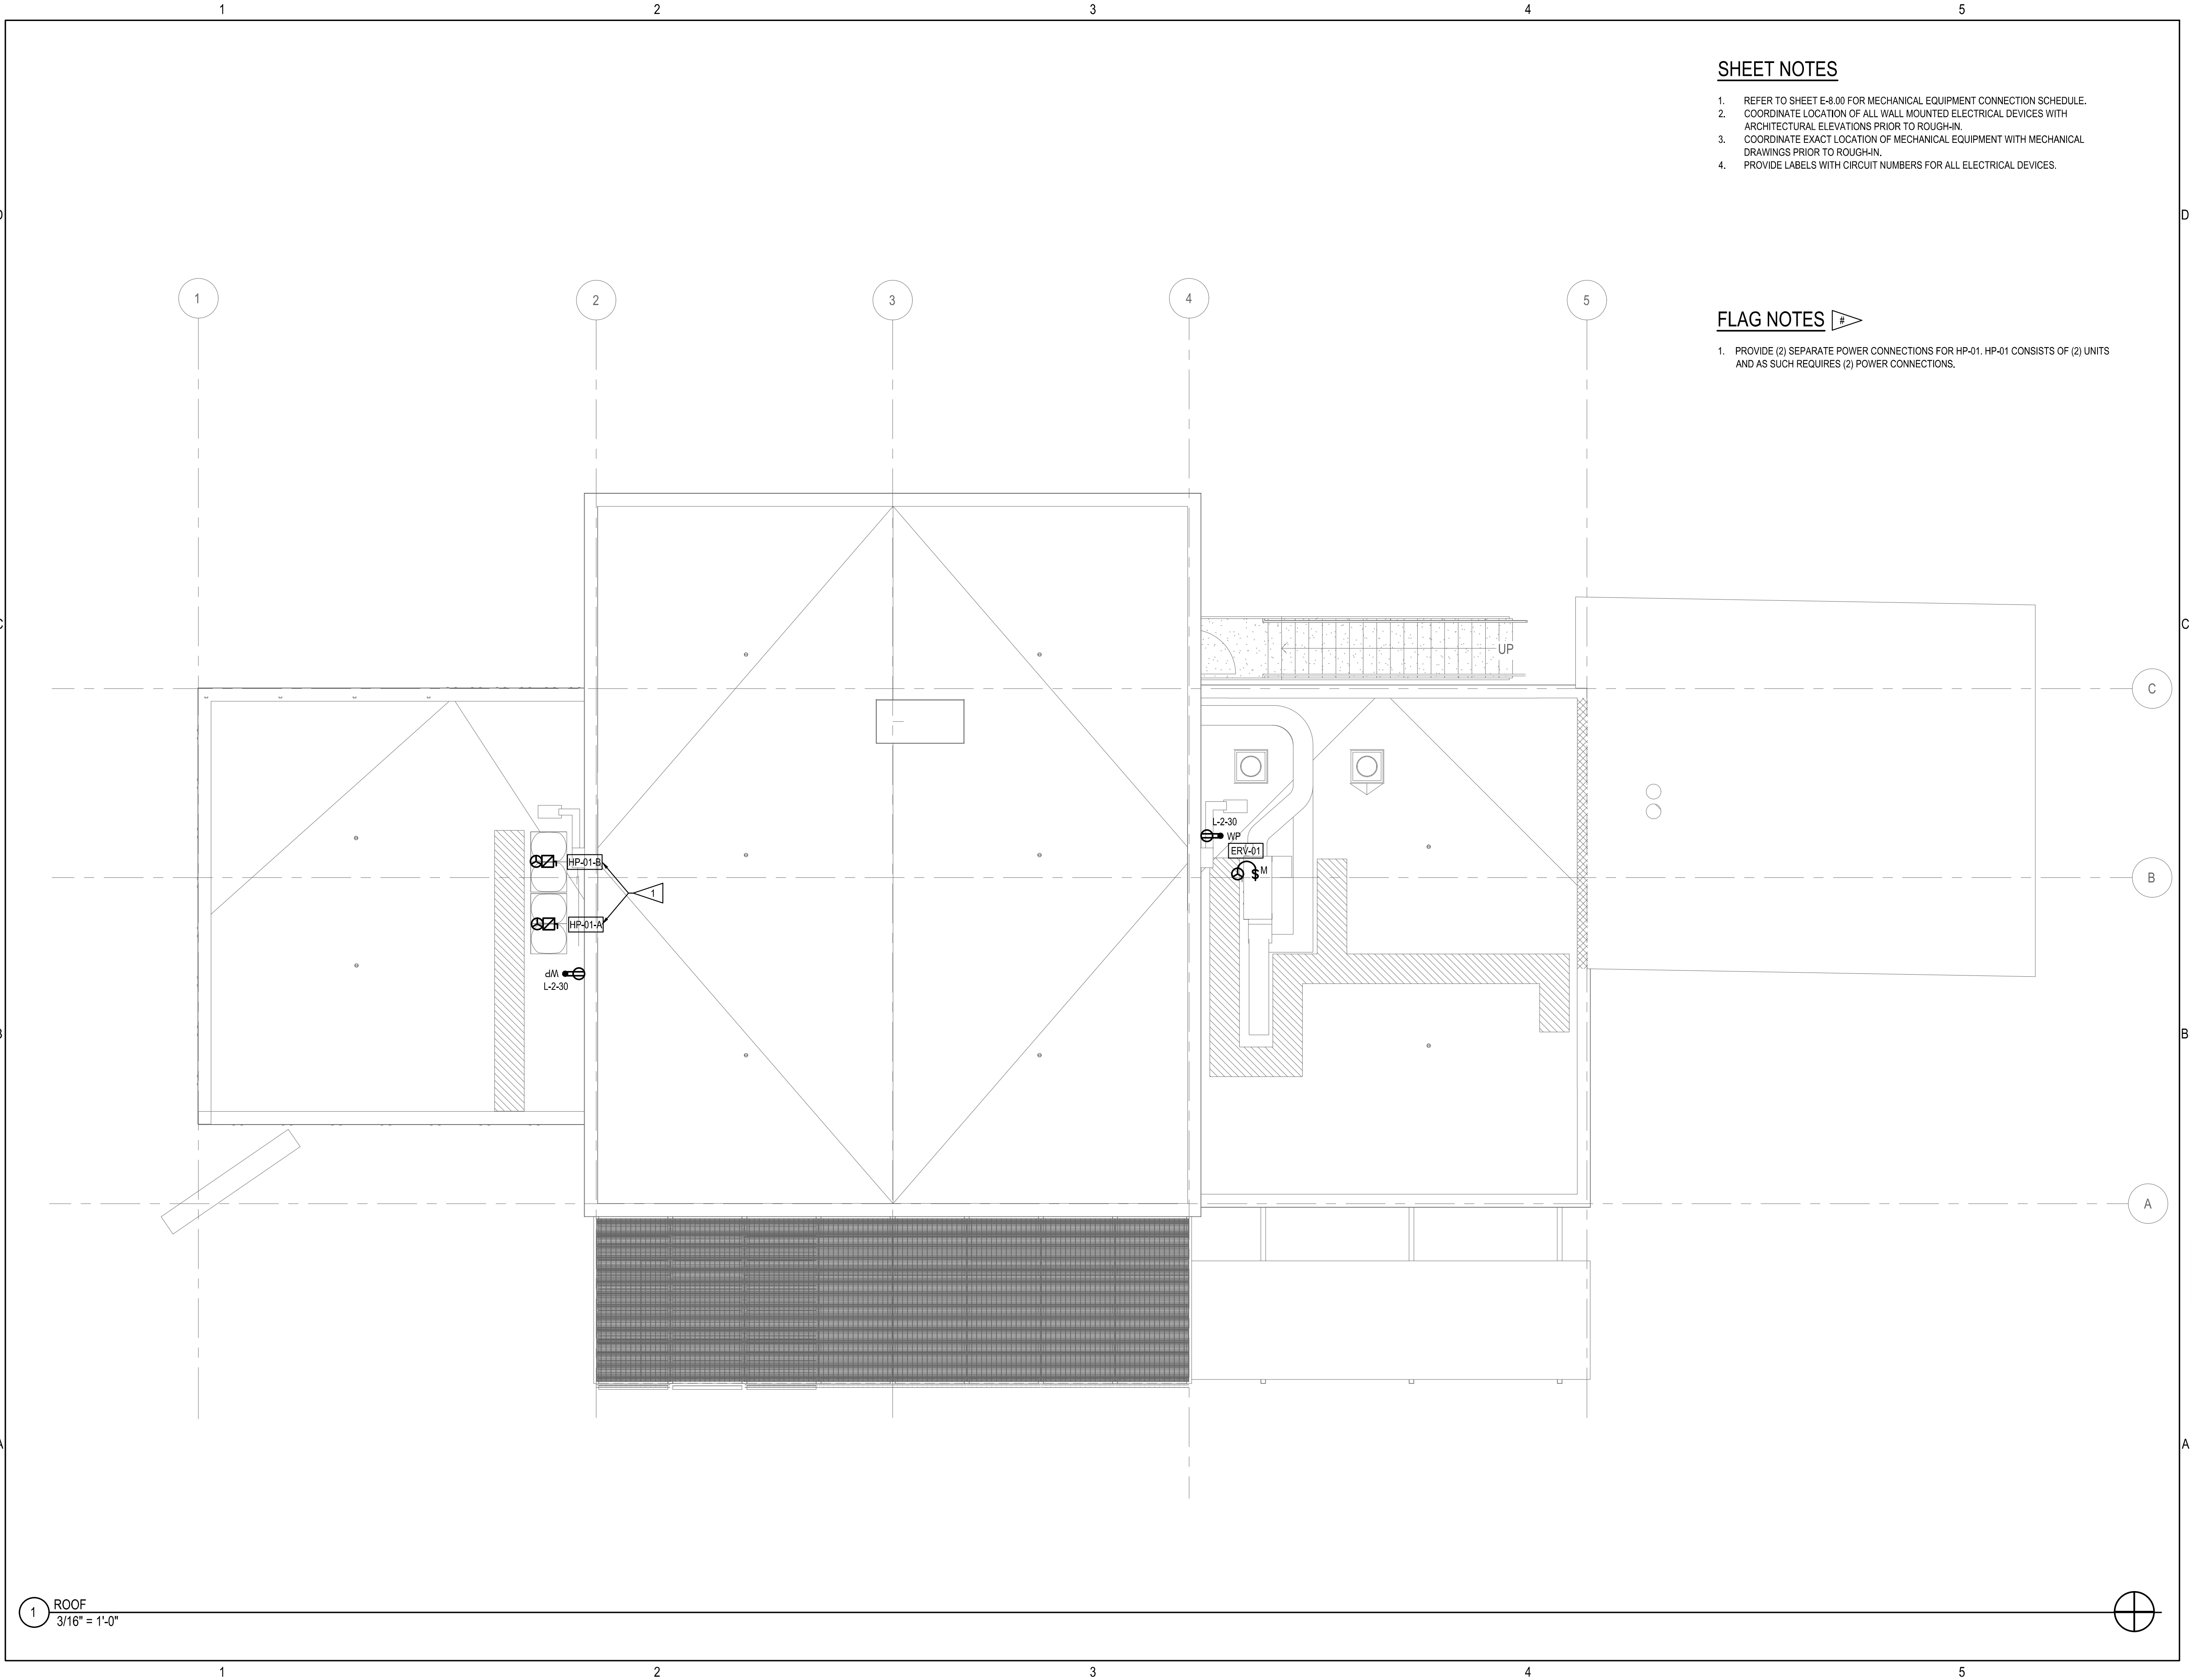 1 2 3 4 5
SHEET NOTES
1. REFER TO SHEET E-8.00 FOR MECHANICAL EQUIPMENT CONNECTION SCHEDULE.
2. COORDINATE LOCATION OF ALL WALL MOUNTED ELECTRICAL DEVICES WITH
ARCHITECTURAL ELEVATIONS PRIOR TO ROUGH-IN.
3. COORDINATE EXACT LOCATION OF MECHANICAL EQUIPMENT WITH MECHANICAL
DRAWINGS PRIOR TO ROUGH-IN.
4. PROVIDE LABELS WITH CIRCUIT NUMBERS FOR ALL ELECTRICAL DEVICES.
D D
1 2 3 4 5
FLAG NOTES #
1. PROVIDE (2) SEPARATE POWER CONNECTIONS FOR HP-01. HP-01 CONSISTS OF (2) UNITS
AND AS SUCH REQUIRES (2) POWER CONNECTIONS.
C C
UP
C
L-2-30
WP
ERV-01
HP-01-B
$ M
B
1
HP-01-A
WP
L-2-30
B B
A
A A
1 ROOF
3/16" = 1'-0"
1 2 3 4 5